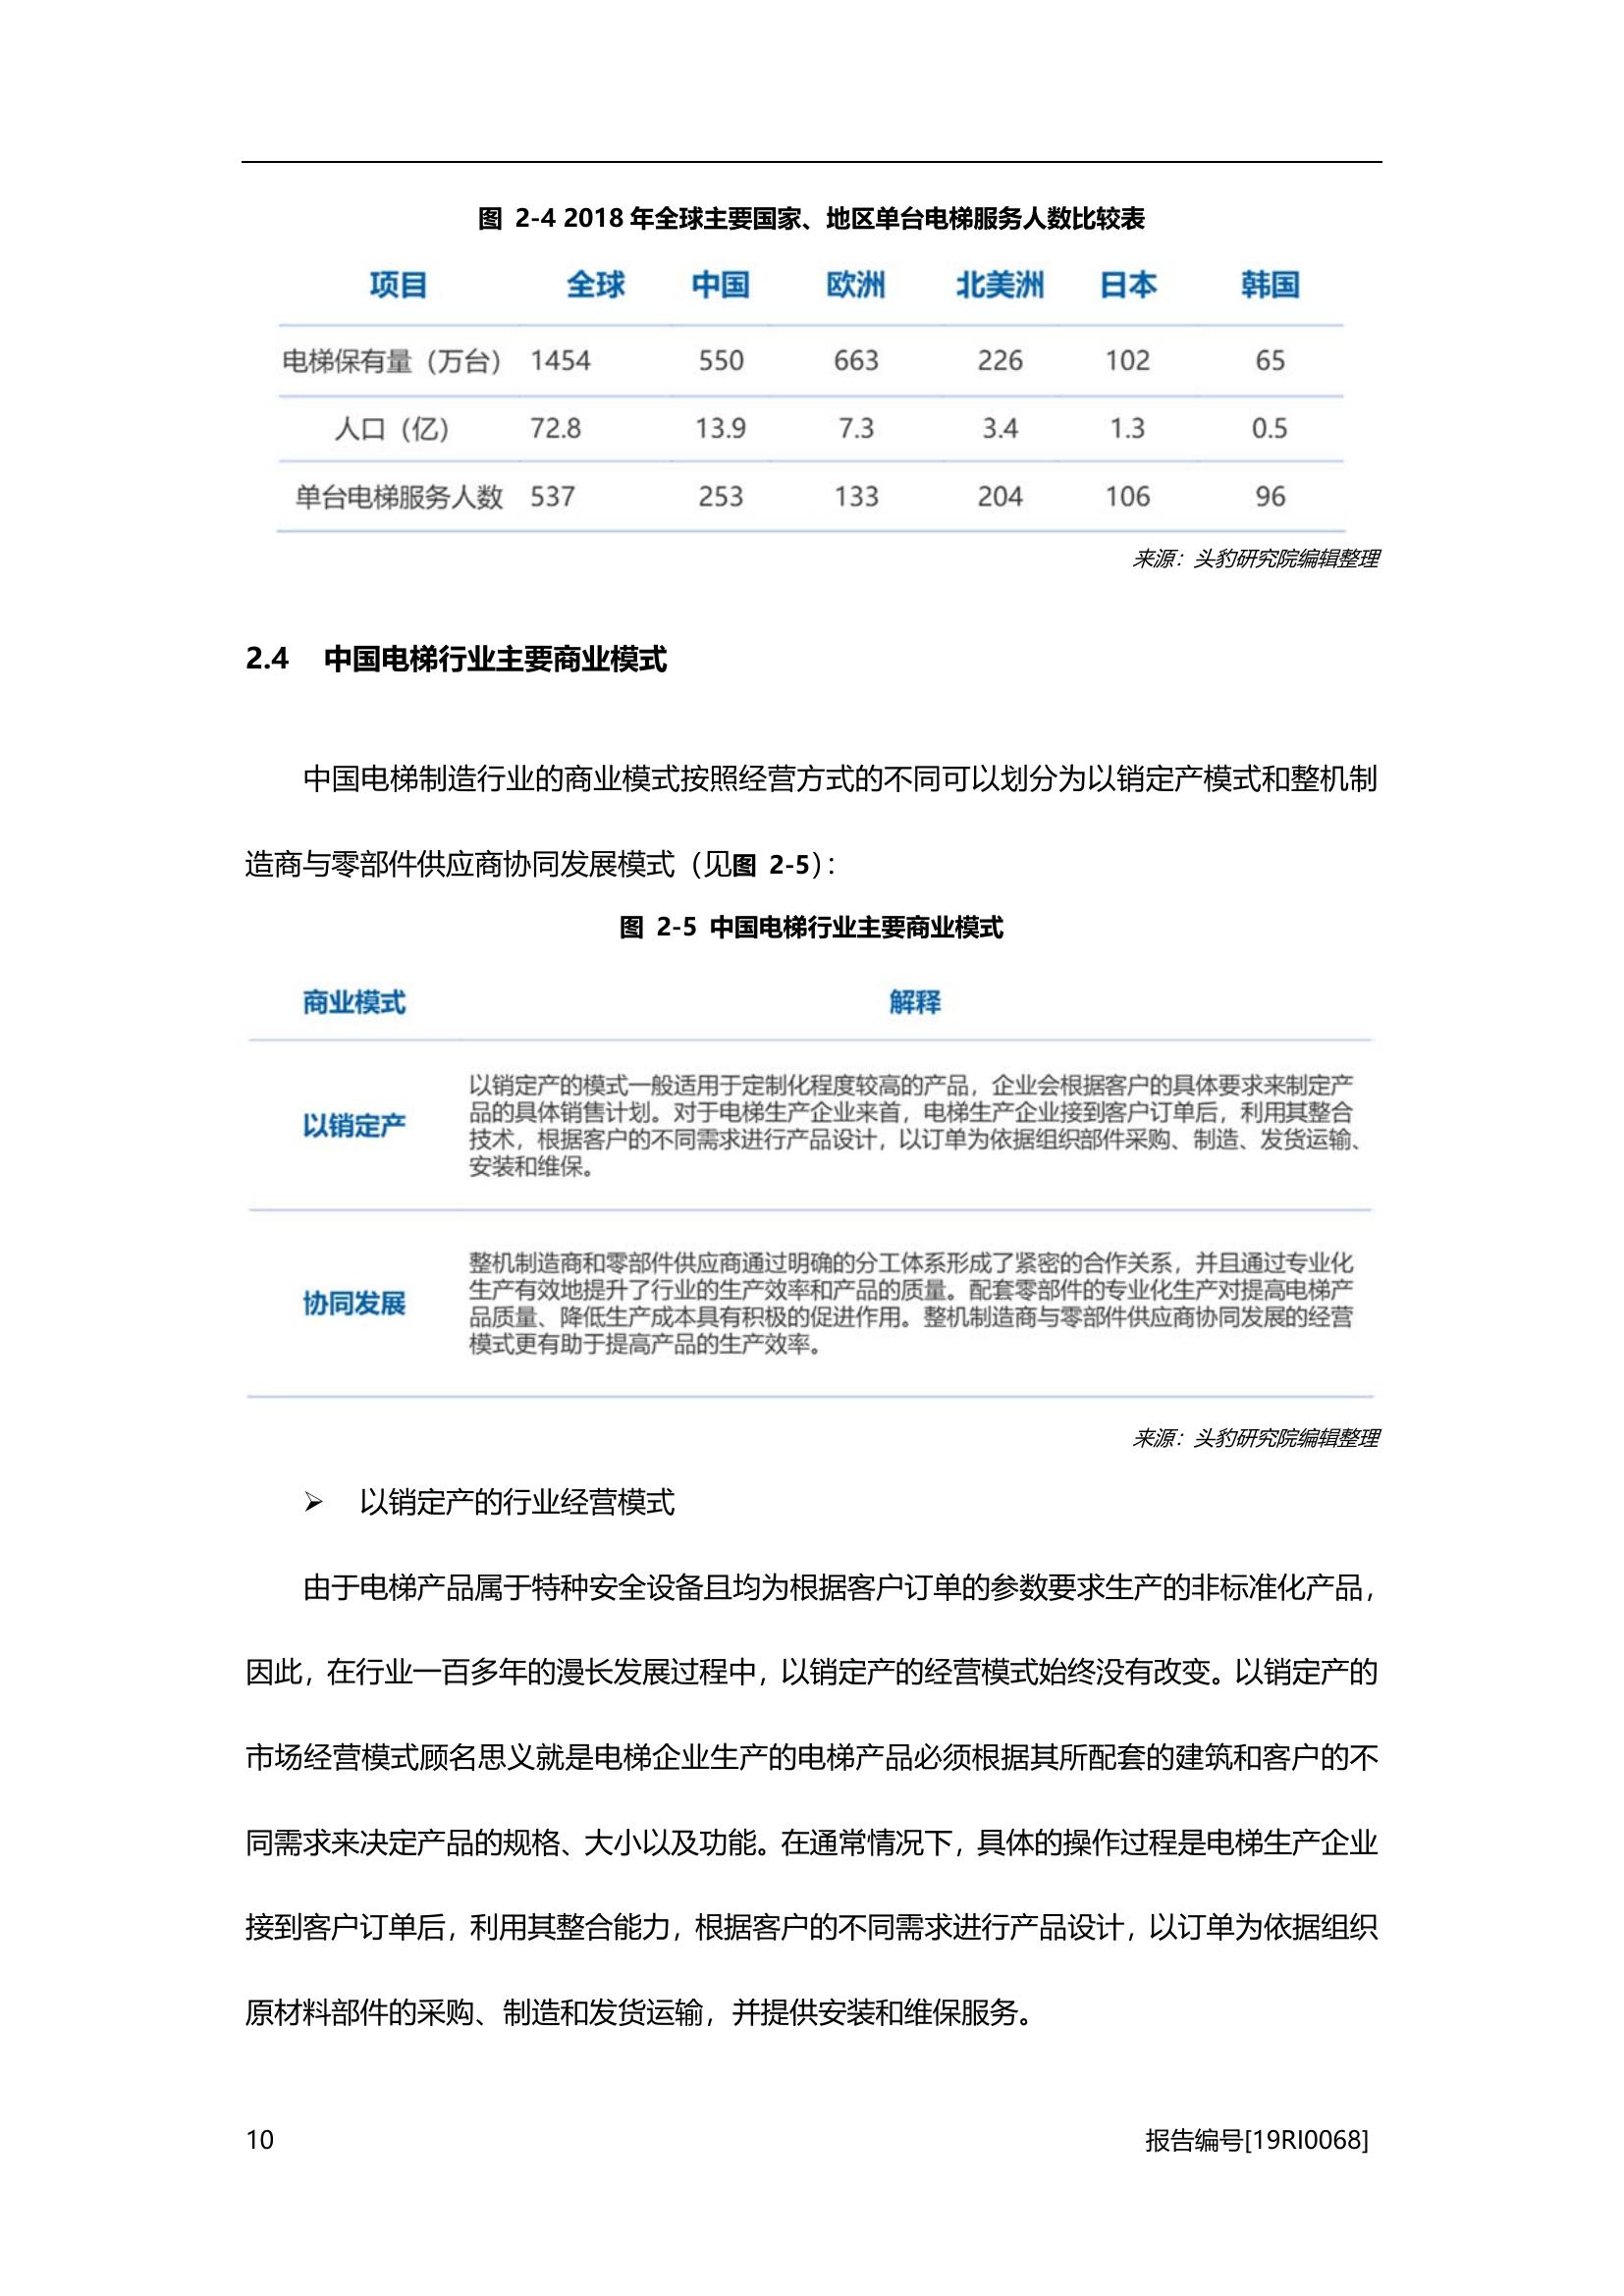 图 2-4 2018 年全球主要国家、地区单台电梯服务人数比较表
项目 全球 中国 欧洲 北美洲 日本 韩国
电梯保有量（万台） 1454 550 663 226 102 65
人口（亿） 72.8 13.9 7.3 3.4 1.3 0.5
单台电梯服务人数 537 253 133 204 106 96
来源：头豹研究院编辑整理
2.4 中国电梯行业主要商业模式
中国电梯制造行业的商业模式按照经营方式的不同可以划分为以销定产模式和整机制
造商与零部件供应商协同发展模式（见图 2-5）：
图 2-5 中国电梯行业主要商业模式
商业模式 解释
以销定产的模式一般适用于定制化程度较高的产品，企业会根据客户的具体要求来制定产
品的具体销售计划。对于电梯生产企业来首，电梯生产企业接到客户订单后，利用其整合
以销定产
技术，根据客户的不同需求进行产品设计，以订单为依据组织部件采购、制造、发货运输、
安装和维保。
整机制造商和零部件供应商通过明确的分工体系形成了紧密的合作关系，并且通过专业化
生产有效地提升了行业的生产效率和产品的质量。配套零部件的专业化生产对提高电梯产
协同发展
品质量、降低生产成本具有积极的促进作用。整机制造商与零部件供应商协同发展的经营
模式更有助于提高产品的生产效率。
来源：头豹研究院编辑整理
➢ 以销定产的行业经营模式
由于电梯产品属于特种安全设备且均为根据客户订单的参数要求生产的非标准化产品，
因此，在行业一百多年的漫长发展过程中，以销定产的经营模式始终没有改变。以销定产的
市场经营模式顾名思义就是电梯企业生产的电梯产品必须根据其所配套的建筑和客户的不
同需求来决定产品的规格、大小以及功能。在通常情况下，具体的操作过程是电梯生产企业
接到客户订单后，利用其整合能力，根据客户的不同需求进行产品设计，以订单为依据组织
原材料部件的采购、制造和发货运输，并提供安装和维保服务。
10 报告编号[19RI0068]